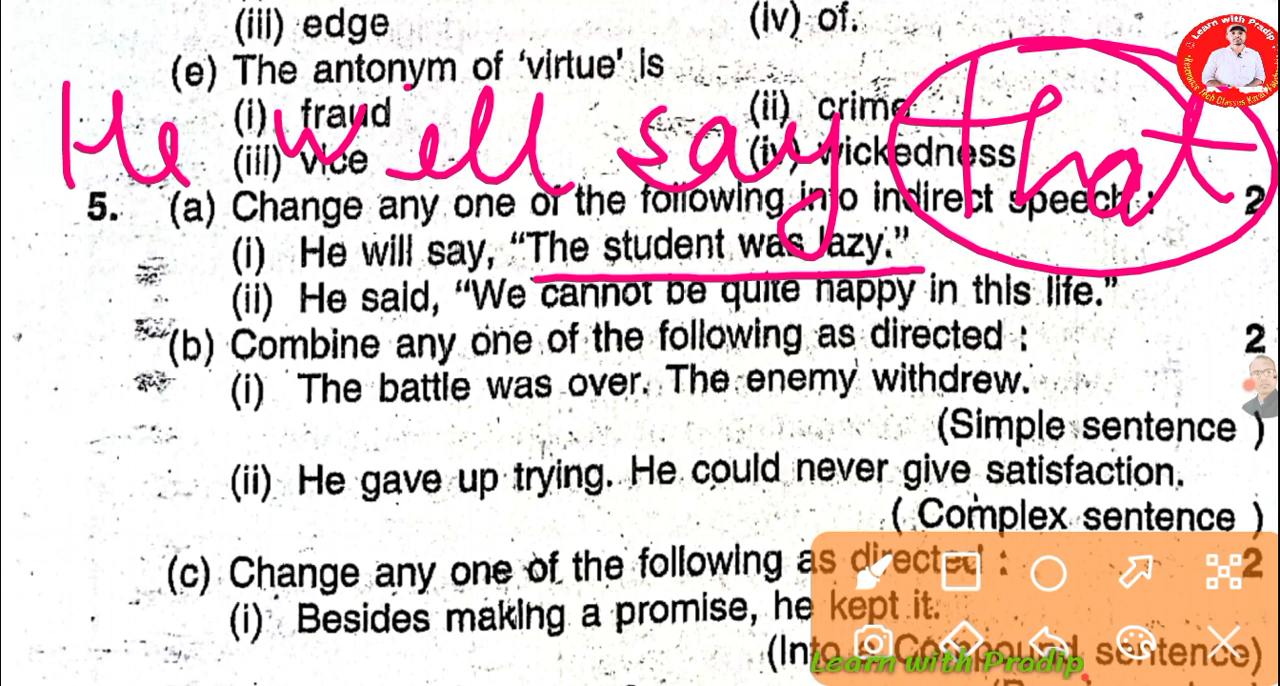 (iii) edge (iv) of.
(e) The antonym of ‘virtue’ is
(i) fraud (ii) crime
He will say that
(iii) vice (iv) wickedness
5. (a) Change any one of the following into indirect speech : 2
(i) He will say, “The student was lazy.”
(ii) He said, “We cannot be quite happy in this life.”
(b) Combine any one of the following as directed : 2
(i) The battle was over. The enemy withdrew.
(Simple sentence )
(ii) He gave up trying. He could never give satisfaction.
( Complex sentence )
(c) Change any one of the following as directed : 2
(i) Besides making a promise, he kept it.
(Into a Compound sentence)
Learn with Prodip
Learn with Prodip